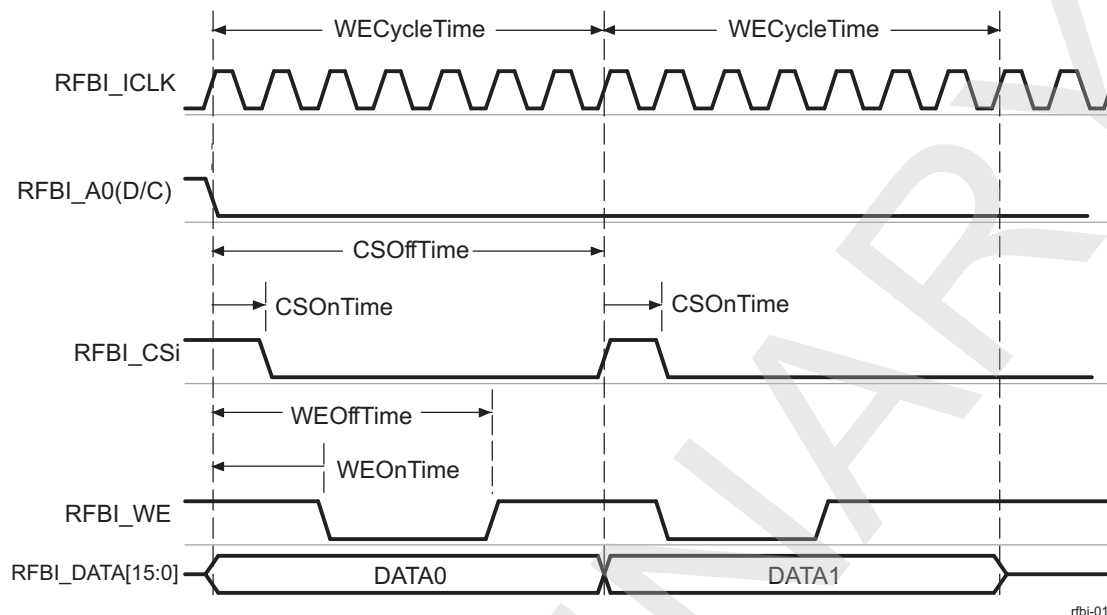 WECycleTime WECycleTime
RFBI_ICLK
RFBI_A0(D/C)
CSOffTime
CSOnTime CSOnTime
RFBI_CSi
WEOffTime
WEOnTime
RFBI_WE
RFBI_DATA[15:0] DATA0 DATA1
rfbi-01